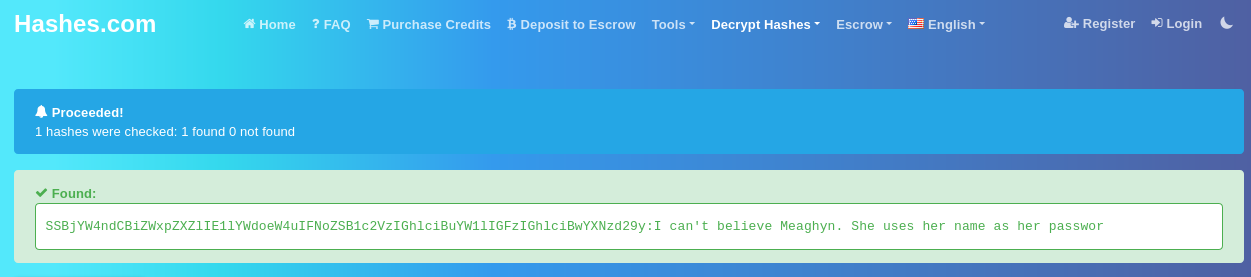 Hashes.com Home ? FAQ Purchase Credits Deposit to Escrow Tools Decrypt Hashes Escrow English Register Login
Proceeded!
1 hashes were checked: 1 found 0 not found
Found:
SSBjYW4ndCBiZWxpZXZlIE1lYWdoeW4uIFNoZSB1c2VzIGhlciBuYW1lIGFzIGhlciBwYXNzd29y:I can't believe Meaghyn. She uses her name as her passwor